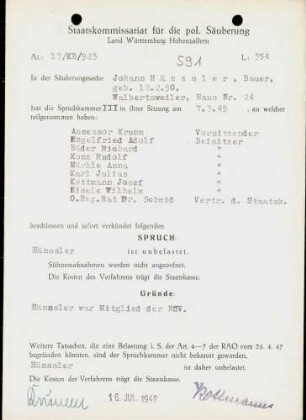 Staatskommissariat für die pol. Säuberung
Land Württemberg Hohenzollern
Az.: 13/KB/923
591
L: 354
In der Säuberungssache Johann Hänssler, Bauer,
geb. 12.2.90,
Walbertsweiler, Haus Nr. 24
hat die Spruchkammer III in ihrer Sitzung am 7.3.49 , an welcher
teilgenommen haben:
Assessor Krumm Vorsitzender
Engelfried Adolf Beisitzer
Bäder Richard "
Kunz Rudolf "
Märkle Anna "
Karl Julius "
Kottmann Josef "
Eisele Wilhelm "
O.Reg.Rat Dr. Schmid Vertr. d. Staatsk.
beschlossen und sofort verkündet folgenden
SPRUCH:
Hänssler ist unbelastet.
Sühnemaßnahmen werden nicht angeordnet.
Die Kosten des Verfahrens trägt die Staatskasse.
Gründe:
Hänssler war Mitglied der NSV.
Weitere Tatsachen, die eine Belastung i. S. der Art. 4–7 der RAO vom 25. 4. 47
begründen könnten, sind der Spruchkammer nicht bekannt geworden.
Hänssler ist daher unbelastet.
Die Kosten des Verfahrens trägt die Staatskasse.
Krumm 16 JUL 1949 Kottmann